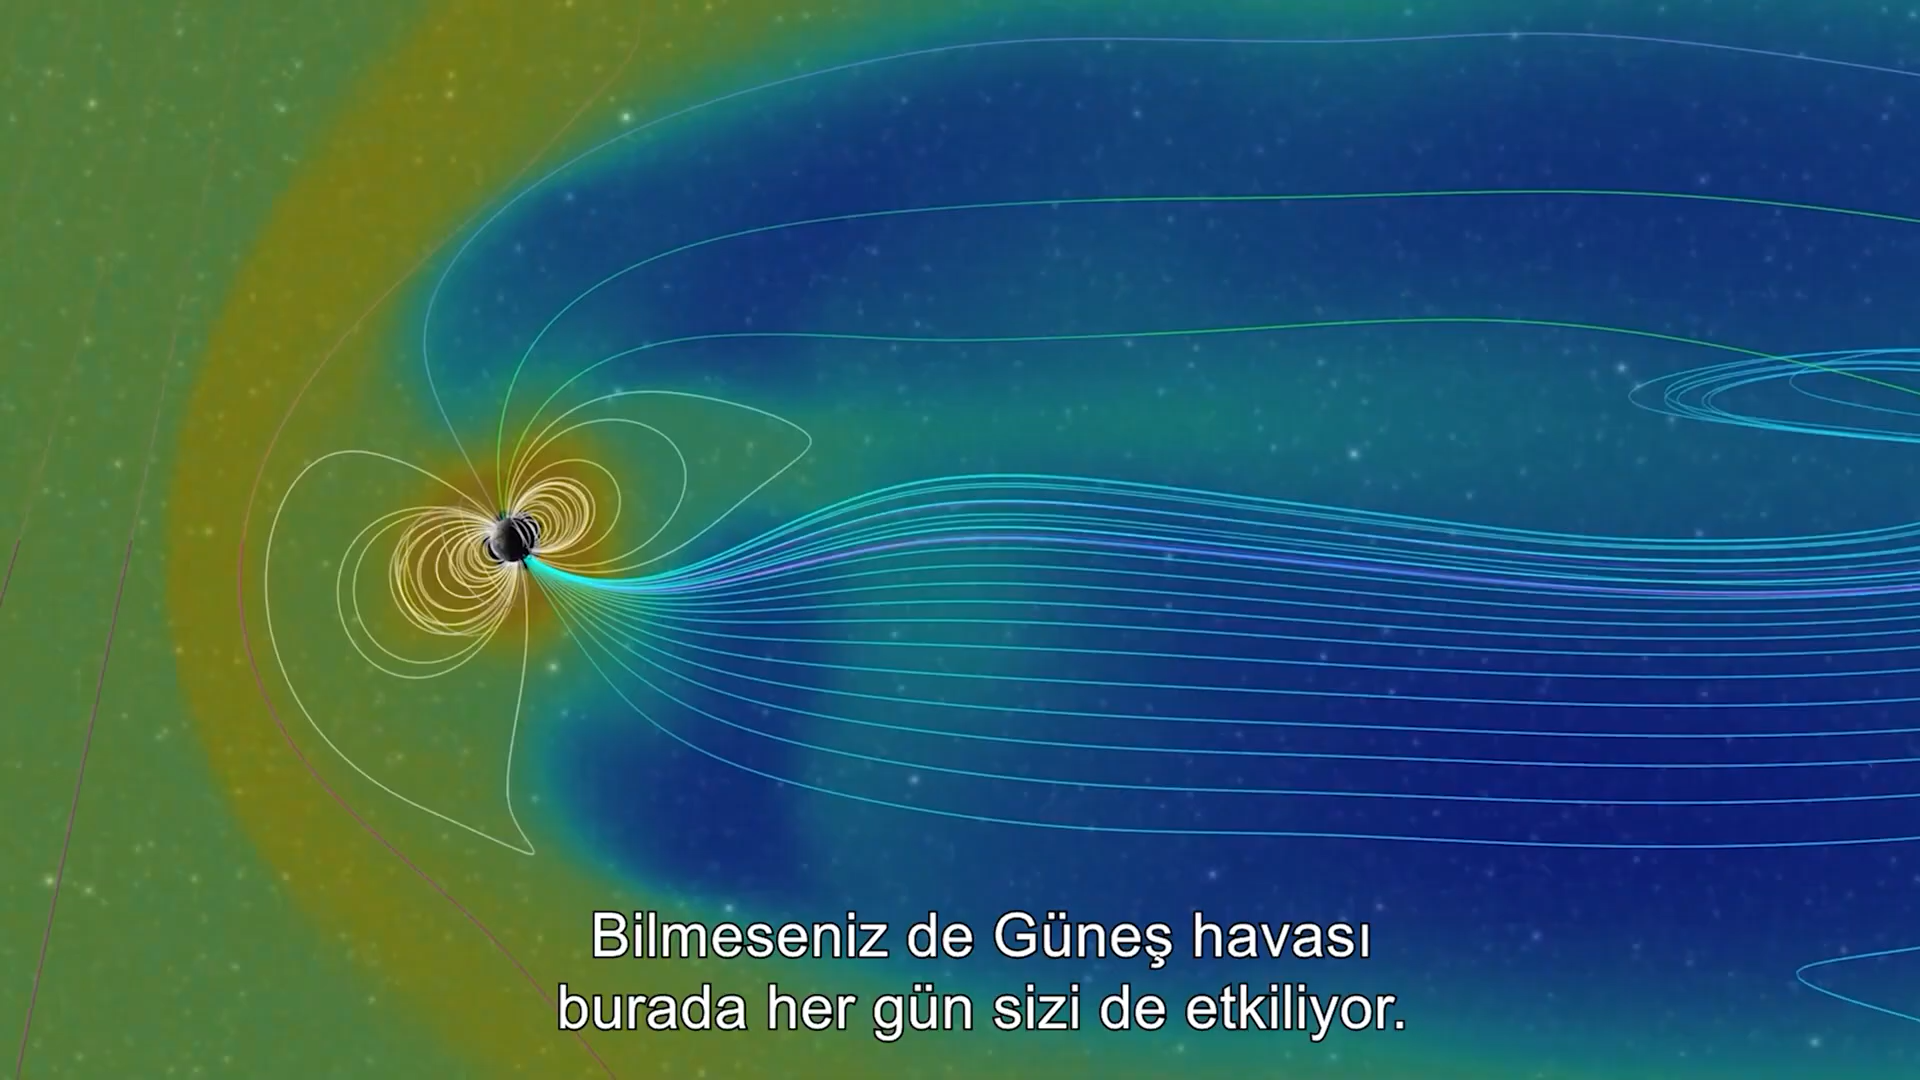 Bilmeseniz de Güneş havası
burada her gün sizi de etkiliyor.